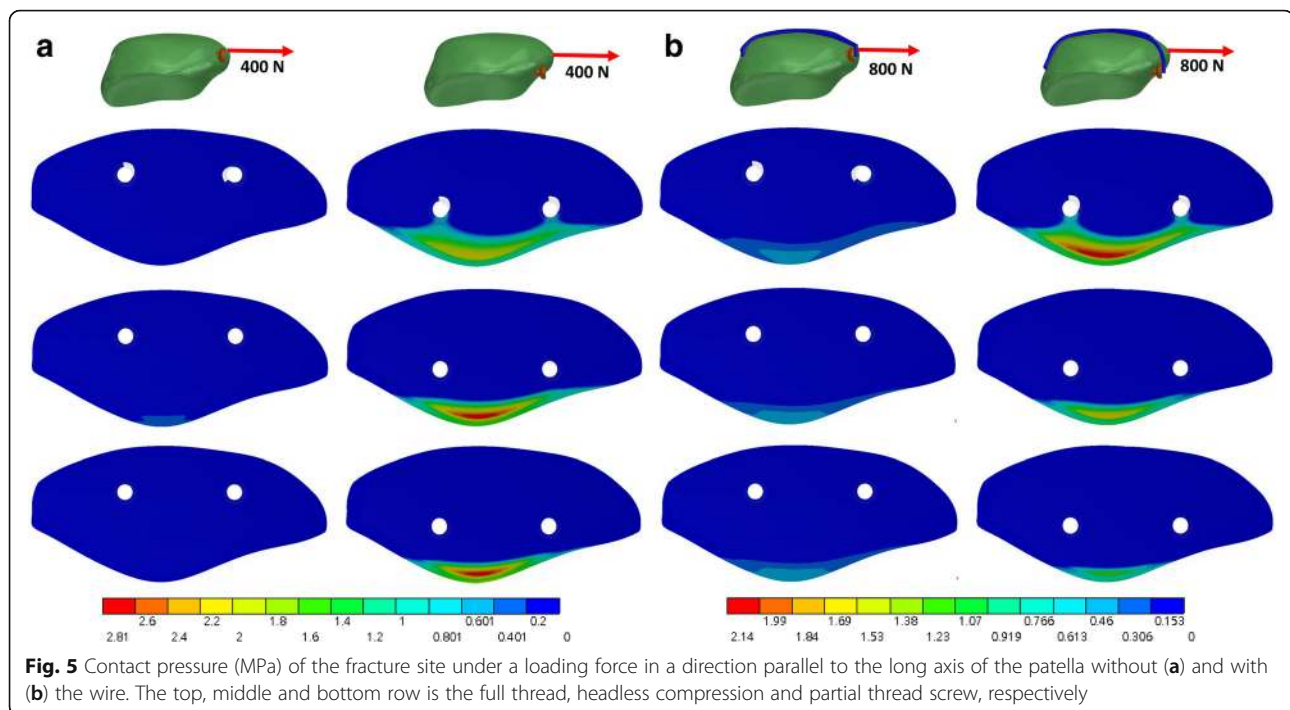 a
b
400 N
400 N
800 N
800 N
2.6 2.2 1.8 1.4 1 0.601 0.2
2.81 2.4 2 1.6 1.2 0.801 0.401 0
1.99 1.69 1.38 1.07 0.766 0.46 0.153
2.14 1.84 1.53 1.23 0.919 0.613 0.306 0
Fig. 5 Contact pressure (MPa) of the fracture site under a loading force in a direction parallel to the long axis of the patella without (a) and with
(b) the wire. The top, middle and bottom row is the full thread, headless compression and partial thread screw, respectively